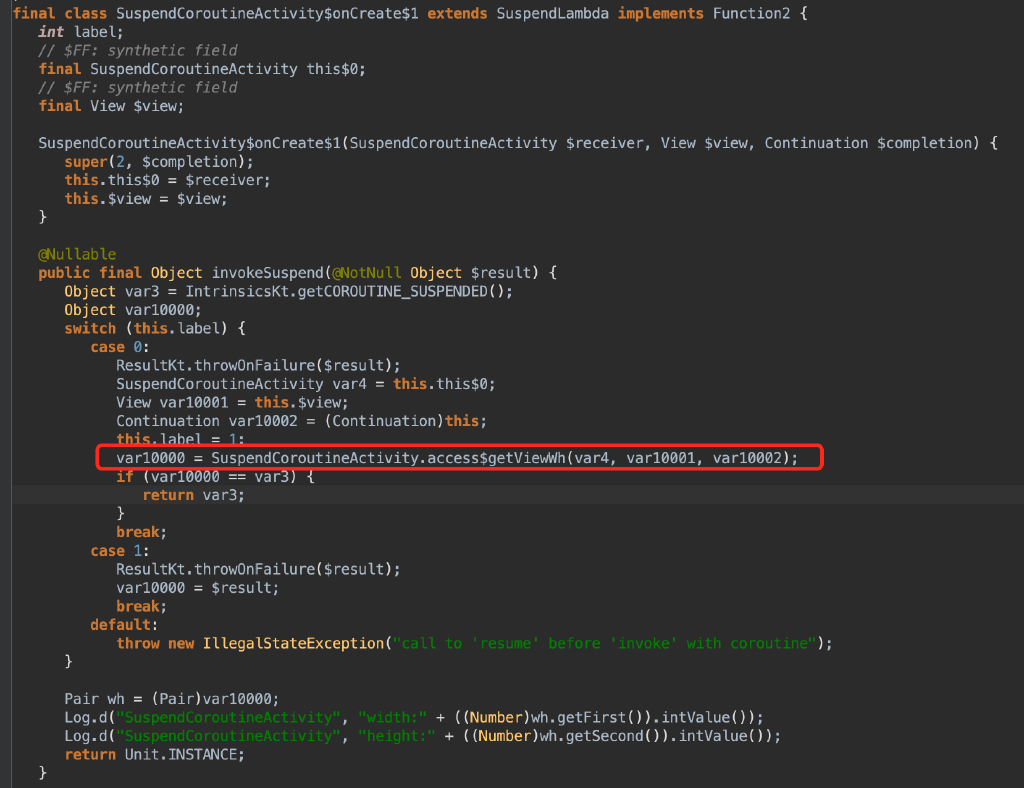 final class SuspendCoroutineActivity$onCreate$1 extends SuspendLambda implements Function2 {
int label;
// $FF: synthetic field
final SuspendCoroutineActivity this$0;
// $FF: synthetic field
final View $view;
SuspendCoroutineActivity$onCreate$1(SuspendCoroutineActivity $receiver, View $view, Continuation $completion) {
super(2, $completion);
this.this$0 = $receiver;
this.$view = $view;
}
@Nullable
public final Object invokeSuspend(@NotNull Object $result) {
Object var3 = IntrinsicsKt.getCOROUTINE_SUSPENDED();
Object var10000;
switch (this.label) {
case 0:
ResultKt.throwOnFailure($result);
SuspendCoroutineActivity var4 = this.this$0;
View var10001 = this.$view;
Continuation var10002 = (Continuation)this;
this.label = 1;
var10000 = SuspendCoroutineActivity.access$getViewWh(var4, var10001, var10002);
if (var10000 == var3) {
return var3;
}
break;
case 1:
ResultKt.throwOnFailure($result);
var10000 = $result;
break;
default:
throw new IllegalStateException("call to 'resume' before 'invoke' with coroutine");
}
Pair wh = (Pair)var10000;
Log.d("SuspendCoroutineActivity", "width:" + ((Number)wh.getFirst()).intValue());
Log.d("SuspendCoroutineActivity", "height:" + ((Number)wh.getSecond()).intValue());
return Unit.INSTANCE;
}